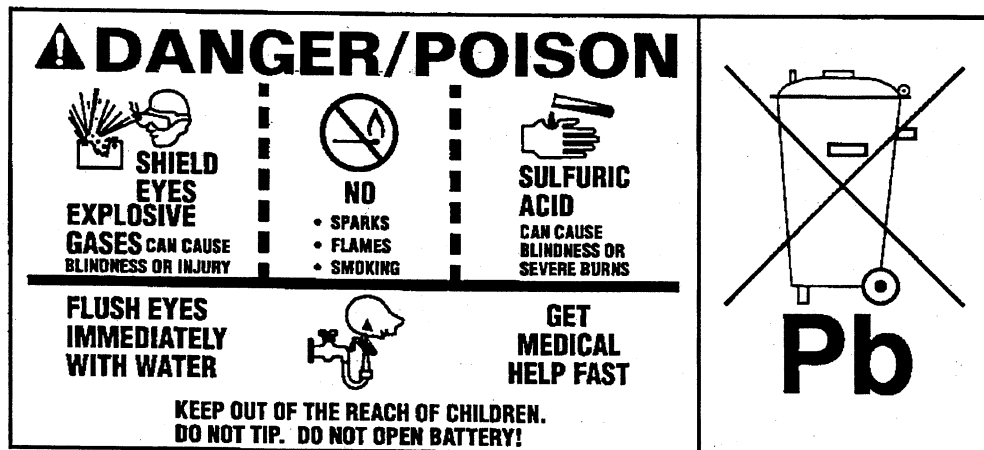 DANGER/POISON
SHIELD
EYES
EXPLOSIVE
GASES CAN CAUSE
BLINDNESS OR INJURY
NO
• SPARKS
• FLAMES
• SMOKING
SULFURIC
ACID
CAN CAUSE
BLINDNESS OR
SEVERE BURNS
FLUSH EYES
IMMEDIATELY
WITH WATER
GET
MEDICAL
HELP FAST
KEEP OUT OF THE REACH OF CHILDREN.
DO NOT TIP. DO NOT OPEN BATTERY!
Pb